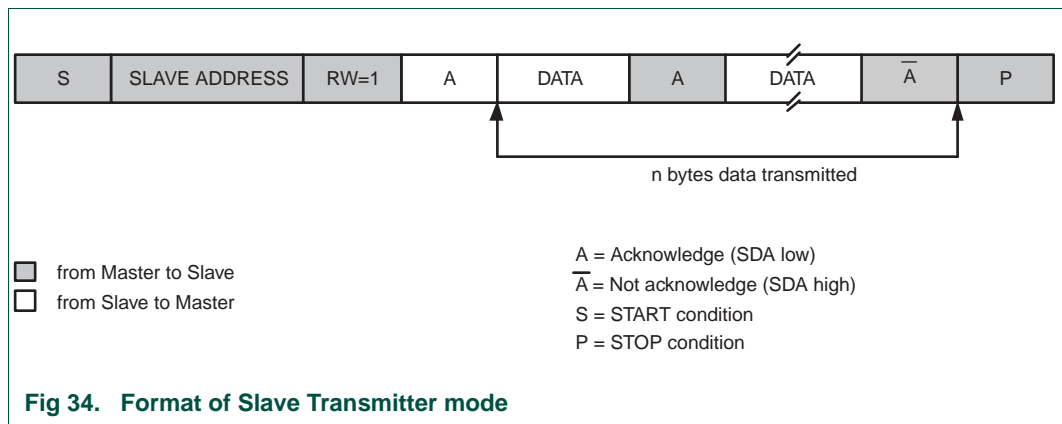 S SLAVE ADDRESS RW=1 A DATA A DATA A̅ P
n bytes data transmitted
from Master to Slave
from Slave to Master
A = Acknowledge (SDA low)
A̅ = Not acknowledge (SDA high)
S = START condition
P = STOP condition
Fig 34. Format of Slave Transmitter mode